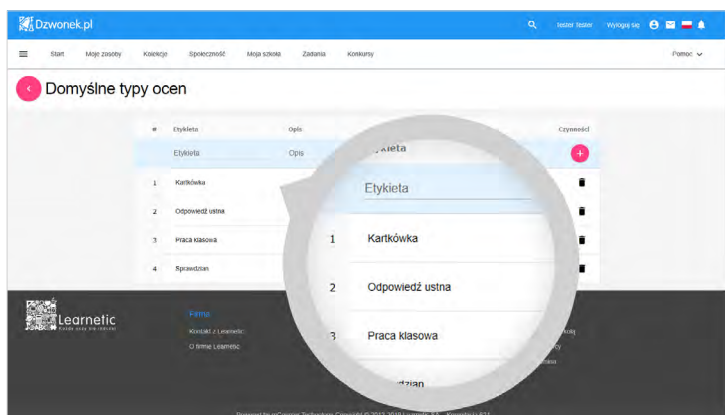 Dzwonek.pl
tester tester Wyloguj się
Start Moje zasoby Kolekcje Społeczność Moja szkoła Zadania Konkursy Pomoc
Domyślne typy ocen
# Etykieta Opis Czynności
Etykieta Opis
1 Kartkówka
2 Odpowiedź ustna
3 Praca klasowa
4 Sprawdzian
Etykieta
1 Kartkówka
2 Odpowiedź ustna
3 Praca klasowa
Learnetic
Firma
Kontakt z Learnetic
O firmie Learnetic